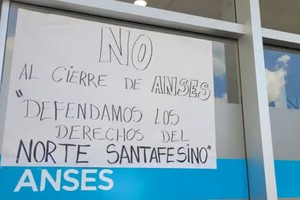 NO
AL CIERRE DE ANSES
"DEFENDAMOS LOS
DERECHOS DEL
NORTE SANTAFESINO"
ANSES